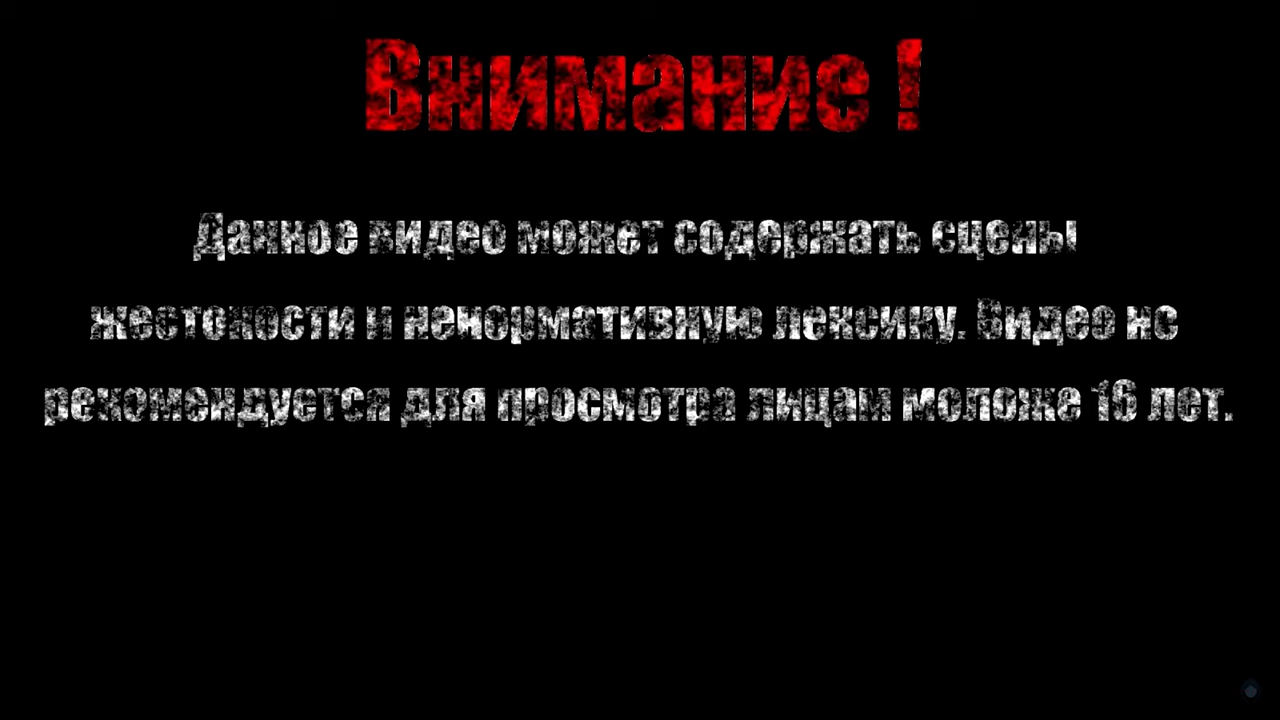 Внимание !
Данное видео может содержать сцены
жестокости и ненормативную лексику. Видео не
рекомендуется для просмотра лицам моложе 16 лет.